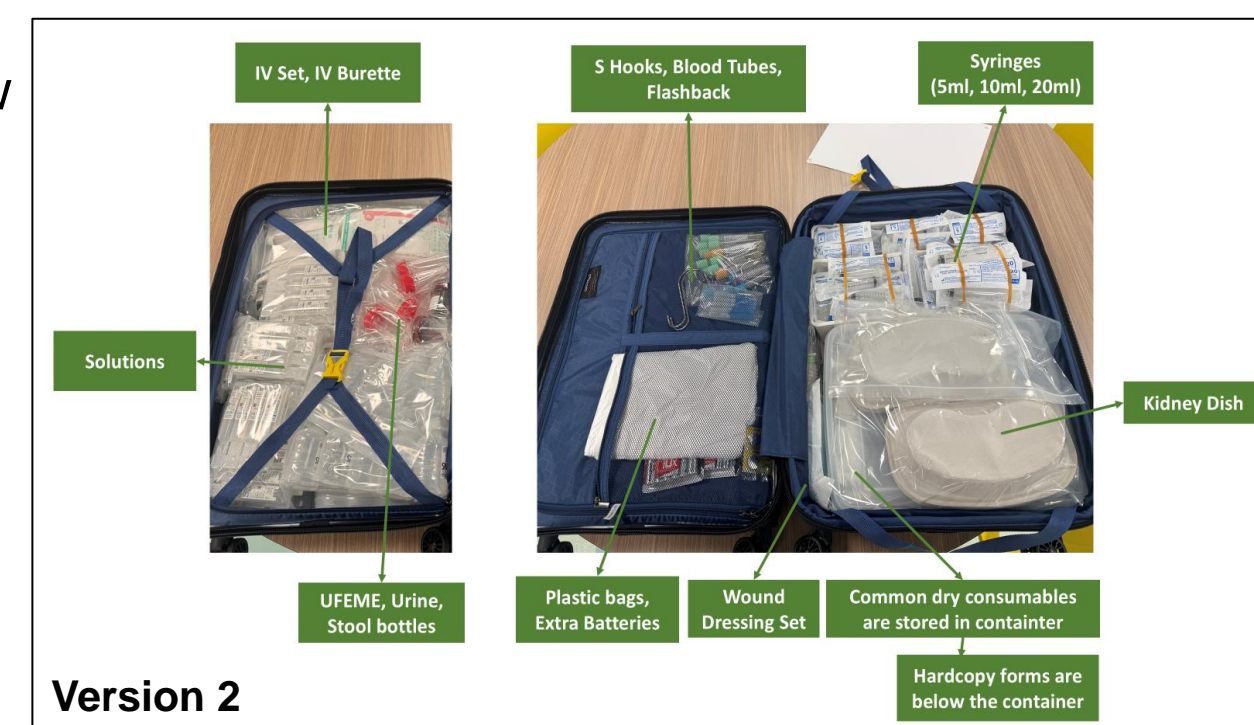 IV Set, IV Burette
S Hooks, Blood Tubes,
Flashback
Syringes
(5ml, 10ml, 20ml)
Solutions
Kidney Dish
UFEME, Urine,
Stool bottles
Plastic bags,
Extra Batteries
Wound
Dressing Set
Common dry consumables
are stored in containter
Hardcopy forms are
below the container
Version 2